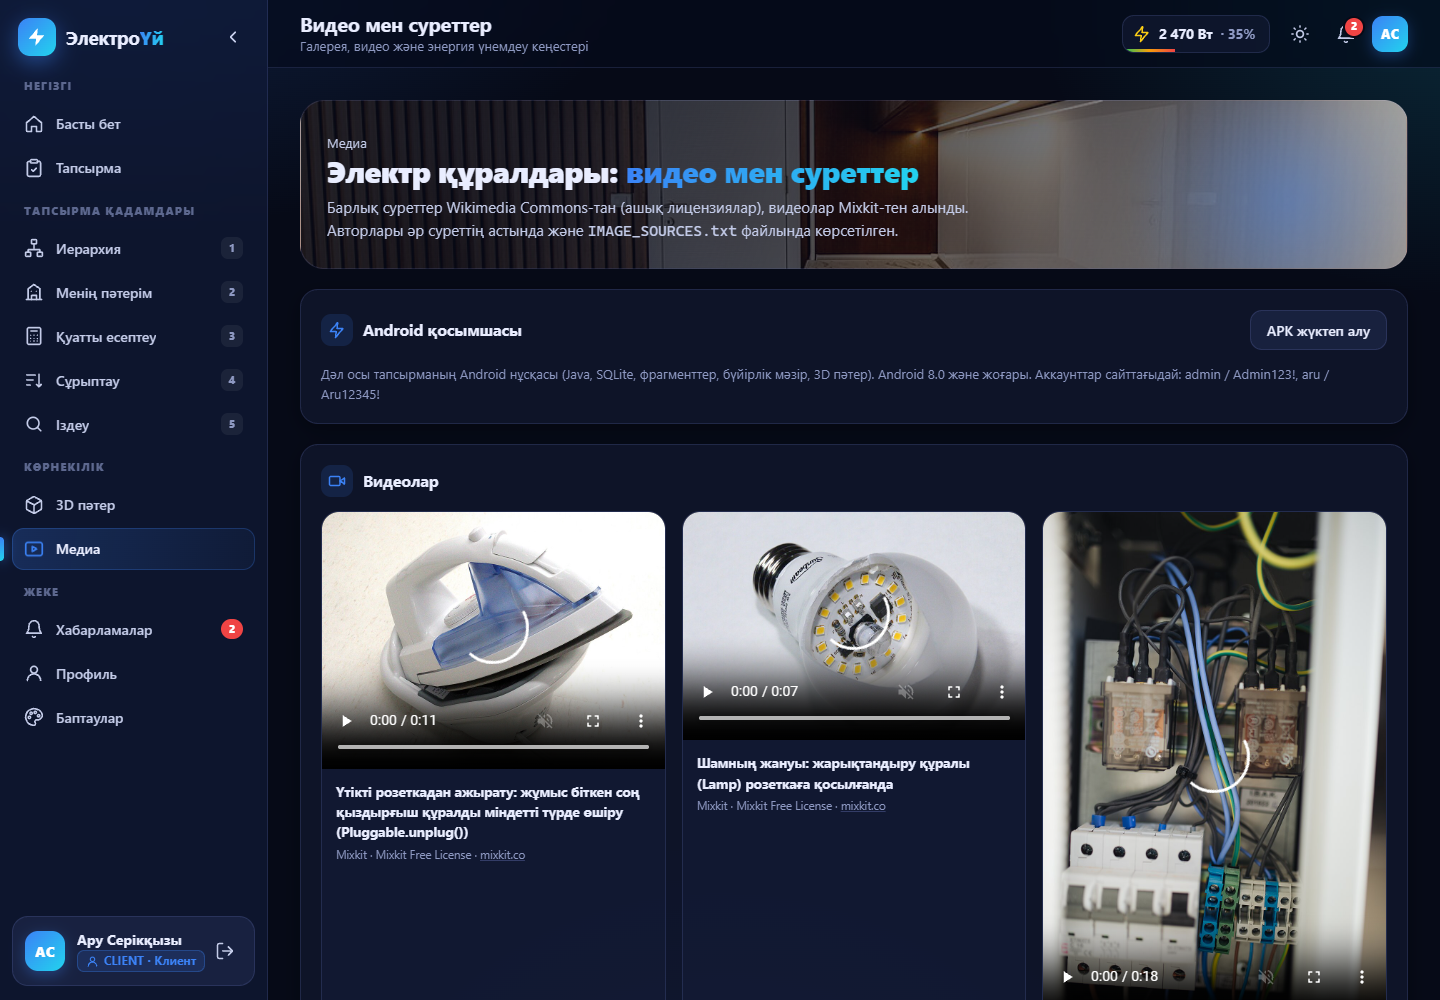 ЭлектроҮй
НЕГІЗГІ
Басты бет
Тапсырма
ТАПСЫРМА ҚАДАМДАРЫ
Иерархия 1
Менің пәтерім 2
Қуатты есептеу 3
Сұрыптау 4
Іздеу 5
КӨРНЕКІЛІК
3D пәтер
Медиа
ЖЕКЕ
Хабарламалар 2
Профиль
Баптаулар
АС
Ару Серікқызы
CLIENT · Клиент
Видео мен суреттер
Галерея, видео және энергия үнемдеу кеңестері
2 470 Вт · 35%
2
АС
Медиа
Электр құралдары: видео мен суреттер
Барлық суреттер Wikimedia Commons-тан (ашық лицензиялар), видеолар Mixkit-тен алынды.
Авторлары әр суреттің астында және IMAGE_SOURCES.txt файлында көрсетілген.
Android қосымшасы
APK жүктеп алу
Дәл осы тапсырманың Android нұсқасы (Java, SQLite, фрагменттер, бүйірлік мәзір, 3D пәтер). Android 8.0 және жоғары. Аккаунттар сайттағыдай: admin / Admin123!, aru /
Aru12345!
Видеолар
0:00 / 0:11
Үтікті розеткадан ажырату: жұмыс біткен соң
қыздырғыш құралды міндетті түрде өшіру
(Pluggable.unplug())
Mixkit · Mixkit Free License · mixkit.co
0:00 / 0:07
Шамның жануы: жарықтандыру құралы
(Lamp) розеткаға қосылғанда
Mixkit · Mixkit Free License · mixkit.co
0:00 / 0:18